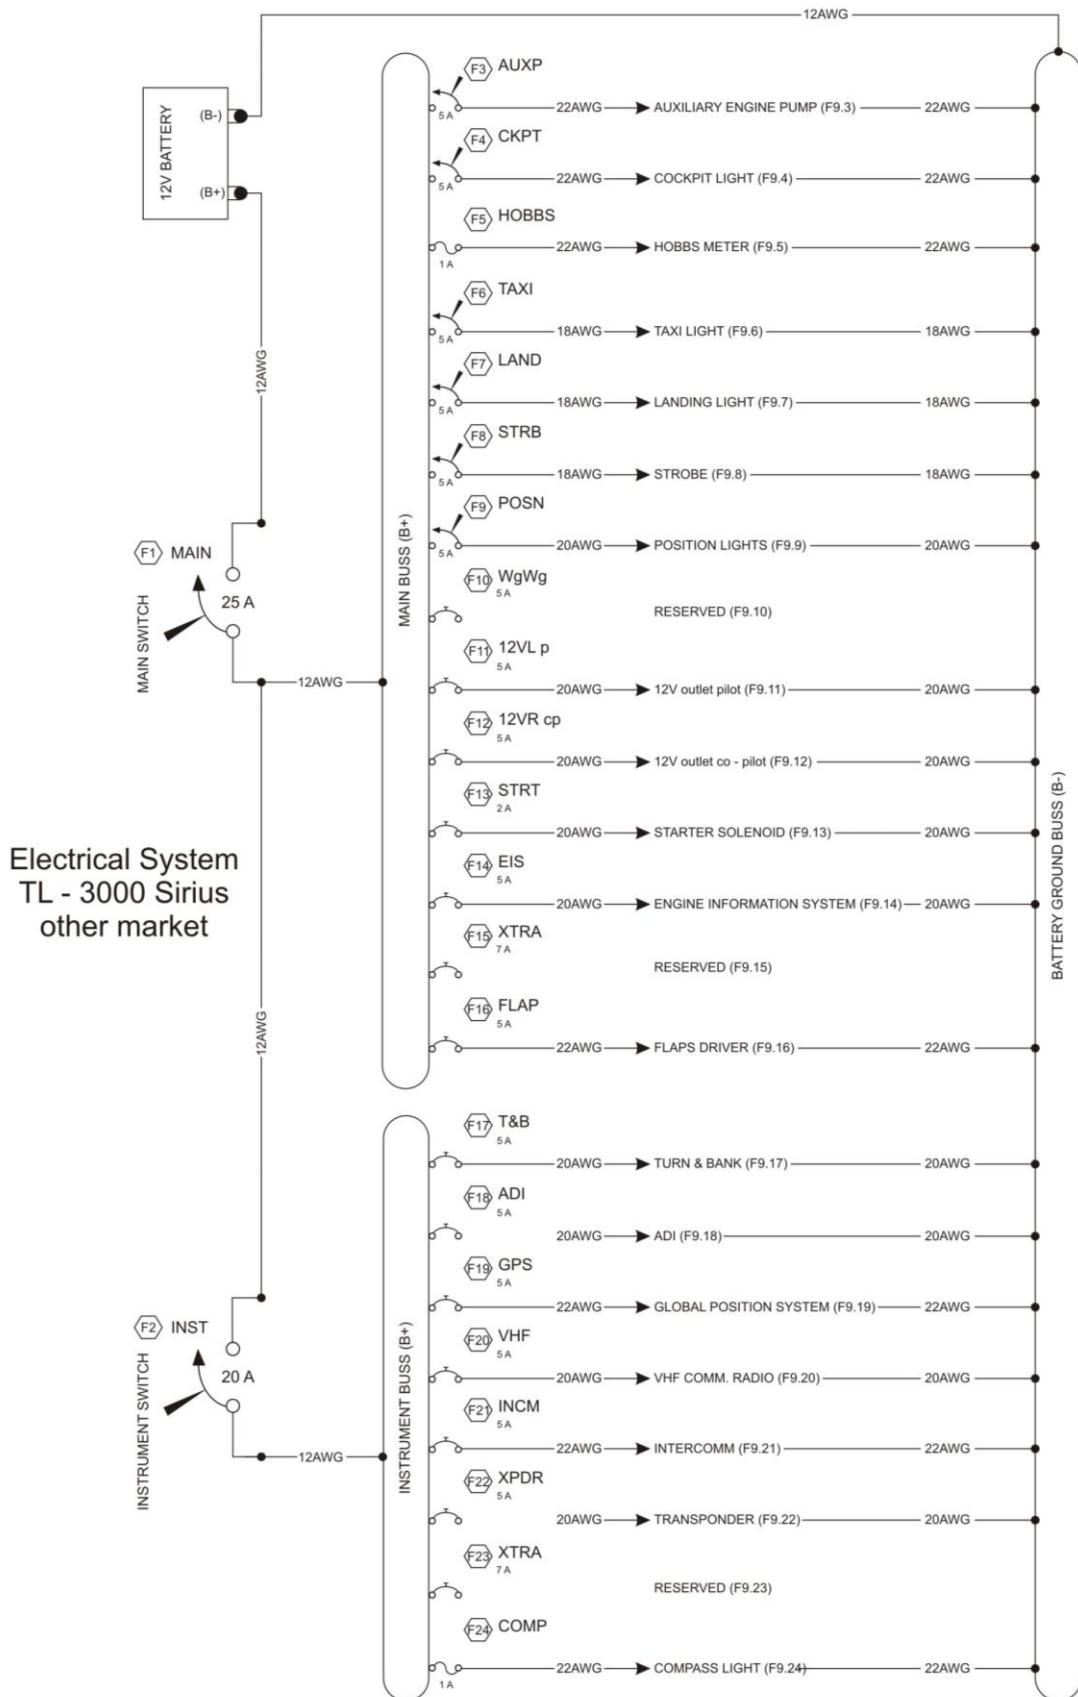 12AWG
12V BATTERY
(B-)
(B+)
12AWG
F1 MAIN
25 A
MAIN SWITCH
12AWG
Electrical System
TL - 3000 Sirius
other market
12AWG
F2 INST
20 A
INSTRUMENT SWITCH
12AWG
MAIN BUSS (B+)
F3 AUXP
5 A
22AWG AUXILIARY ENGINE PUMP (F9.3) 22AWG
F4 CKPT
5 A
22AWG COCKPIT LIGHT (F9.4) 22AWG
F5 HOBBS
22AWG HOBBS METER (F9.5) 22AWG
1 A
F6 TAXI
5 A
18AWG TAXI LIGHT (F9.6) 18AWG
F7 LAND
5 A
18AWG LANDING LIGHT (F9.7) 18AWG
F8 STRB
5 A
18AWG STROBE (F9.8) 18AWG
F9 POSN
5 A
20AWG POSITION LIGHTS (F9.9) 20AWG
F10 WgWg
5 A
RESERVED (F9.10)
F11 12VL p
5 A
20AWG 12V outlet pilot (F9.11) 20AWG
F12 12VR cp
5 A
20AWG 12V outlet co - pilot (F9.12) 20AWG
F13 STRT
2 A
20AWG STARTER SOLENOID (F9.13) 20AWG
F14 EIS
5 A
20AWG ENGINE INFORMATION SYSTEM (F9.14) 20AWG
F15 XTRA
7 A
RESERVED (F9.15)
F16 FLAP
5 A
22AWG FLAPS DRIVER (F9.16) 22AWG
INSTRUMENT BUSS (B+)
F17 T&B
5 A
20AWG TURN & BANK (F9.17) 20AWG
F18 ADI
5 A
20AWG ADI (F9.18) 20AWG
F19 GPS
5 A
22AWG GLOBAL POSITION SYSTEM (F9.19) 22AWG
F20 VHF
5 A
20AWG VHF COMM. RADIO (F9.20) 20AWG
F21 INCM
5 A
22AWG INTERCOMM (F9.21) 22AWG
F22 XPDR
5 A
20AWG TRANSPONDER (F9.22) 20AWG
F23 XTRA
7 A
RESERVED (F9.23)
F24 COMP
22AWG COMPASS LIGHT (F9.24) 22AWG
1 A
BATTERY GROUND BUSS (B-)